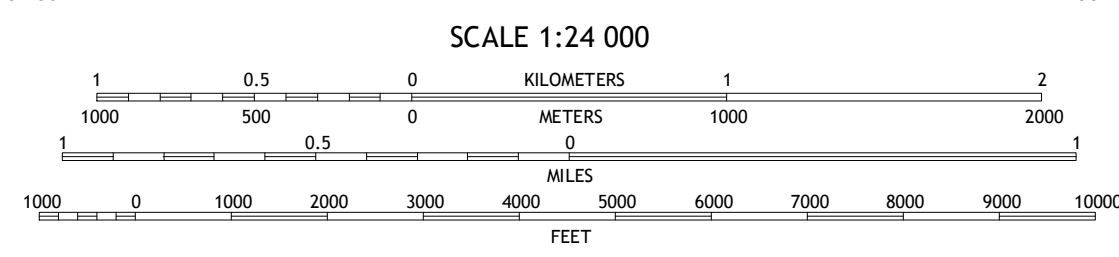 SCALE 1:24 000
1 0.5 0 KILOMETERS 1 2
1000 500 0 METERS 1000 2000
1 0.5 0 1
MILES
1000 0 1000 2000 3000 4000 5000 6000 7000 8000 9000 10000
FEET